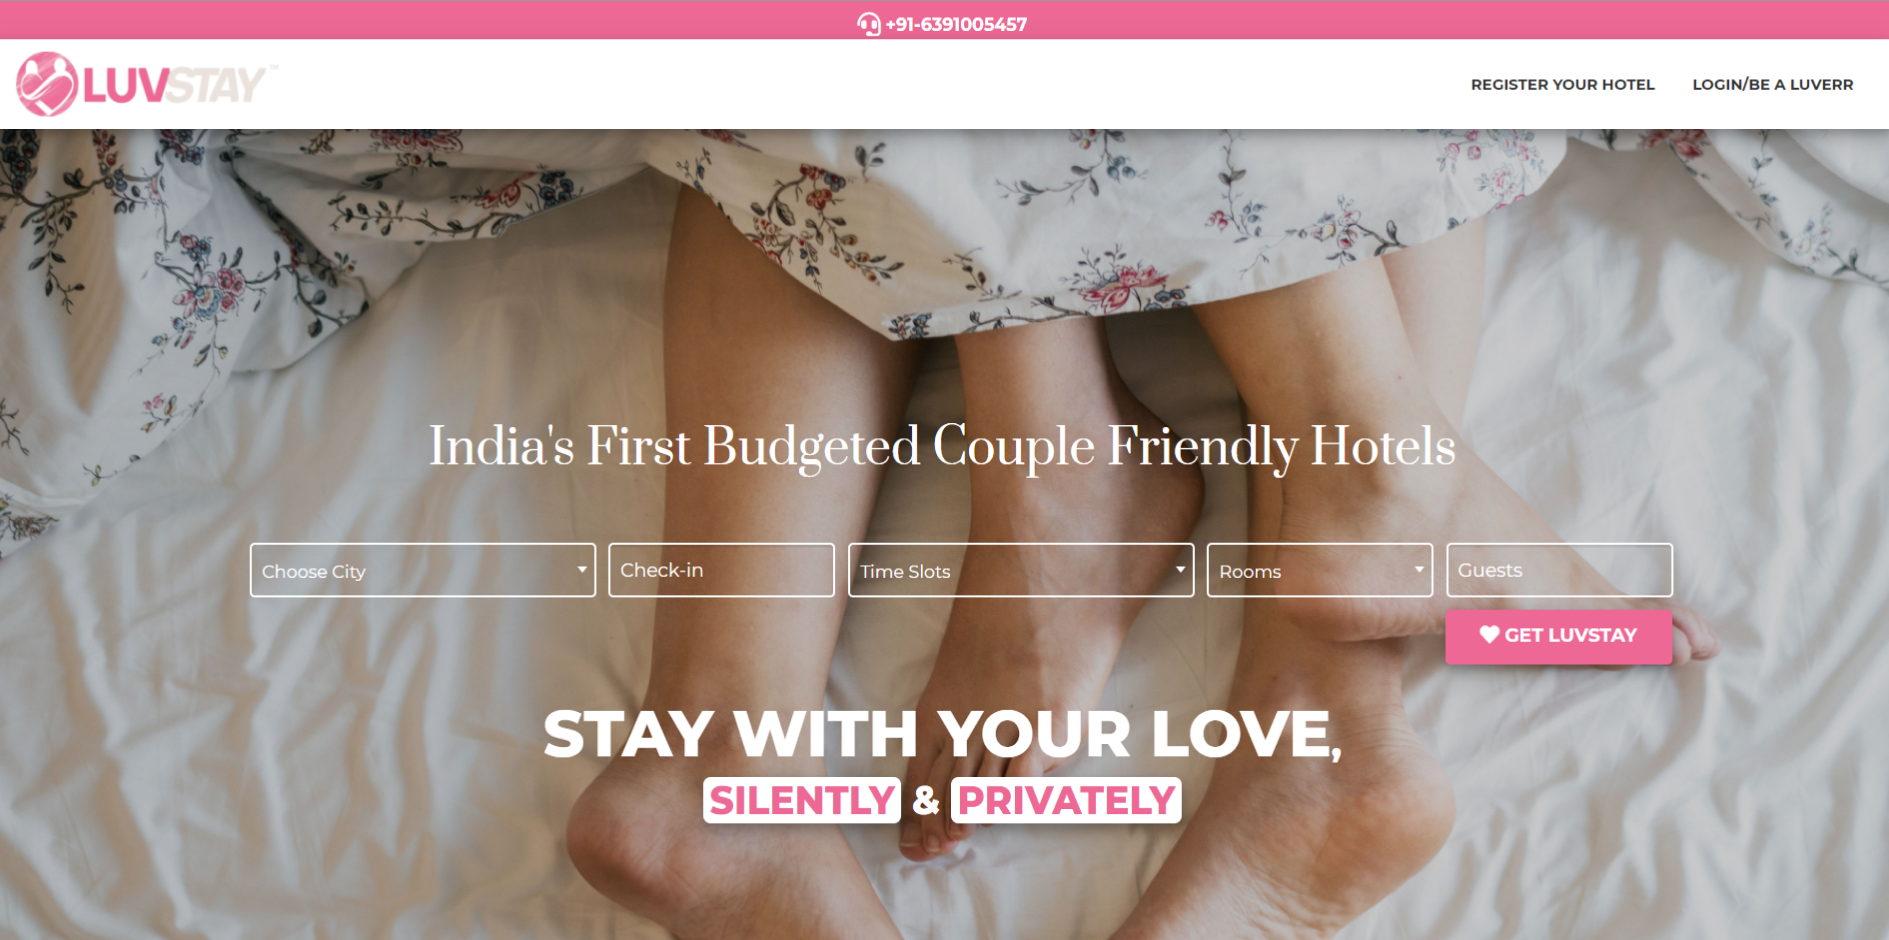 +91-6391005457
LUVSTAY™
REGISTER YOUR HOTEL
LOGIN/BE A LUVERR
India's First Budgeted Couple Friendly Hotels
Choose City
Check-in
Time Slots
Rooms
Guests
GET LUVSTAY
STAY WITH YOUR LOVE,
SILENTLY & PRIVATELY